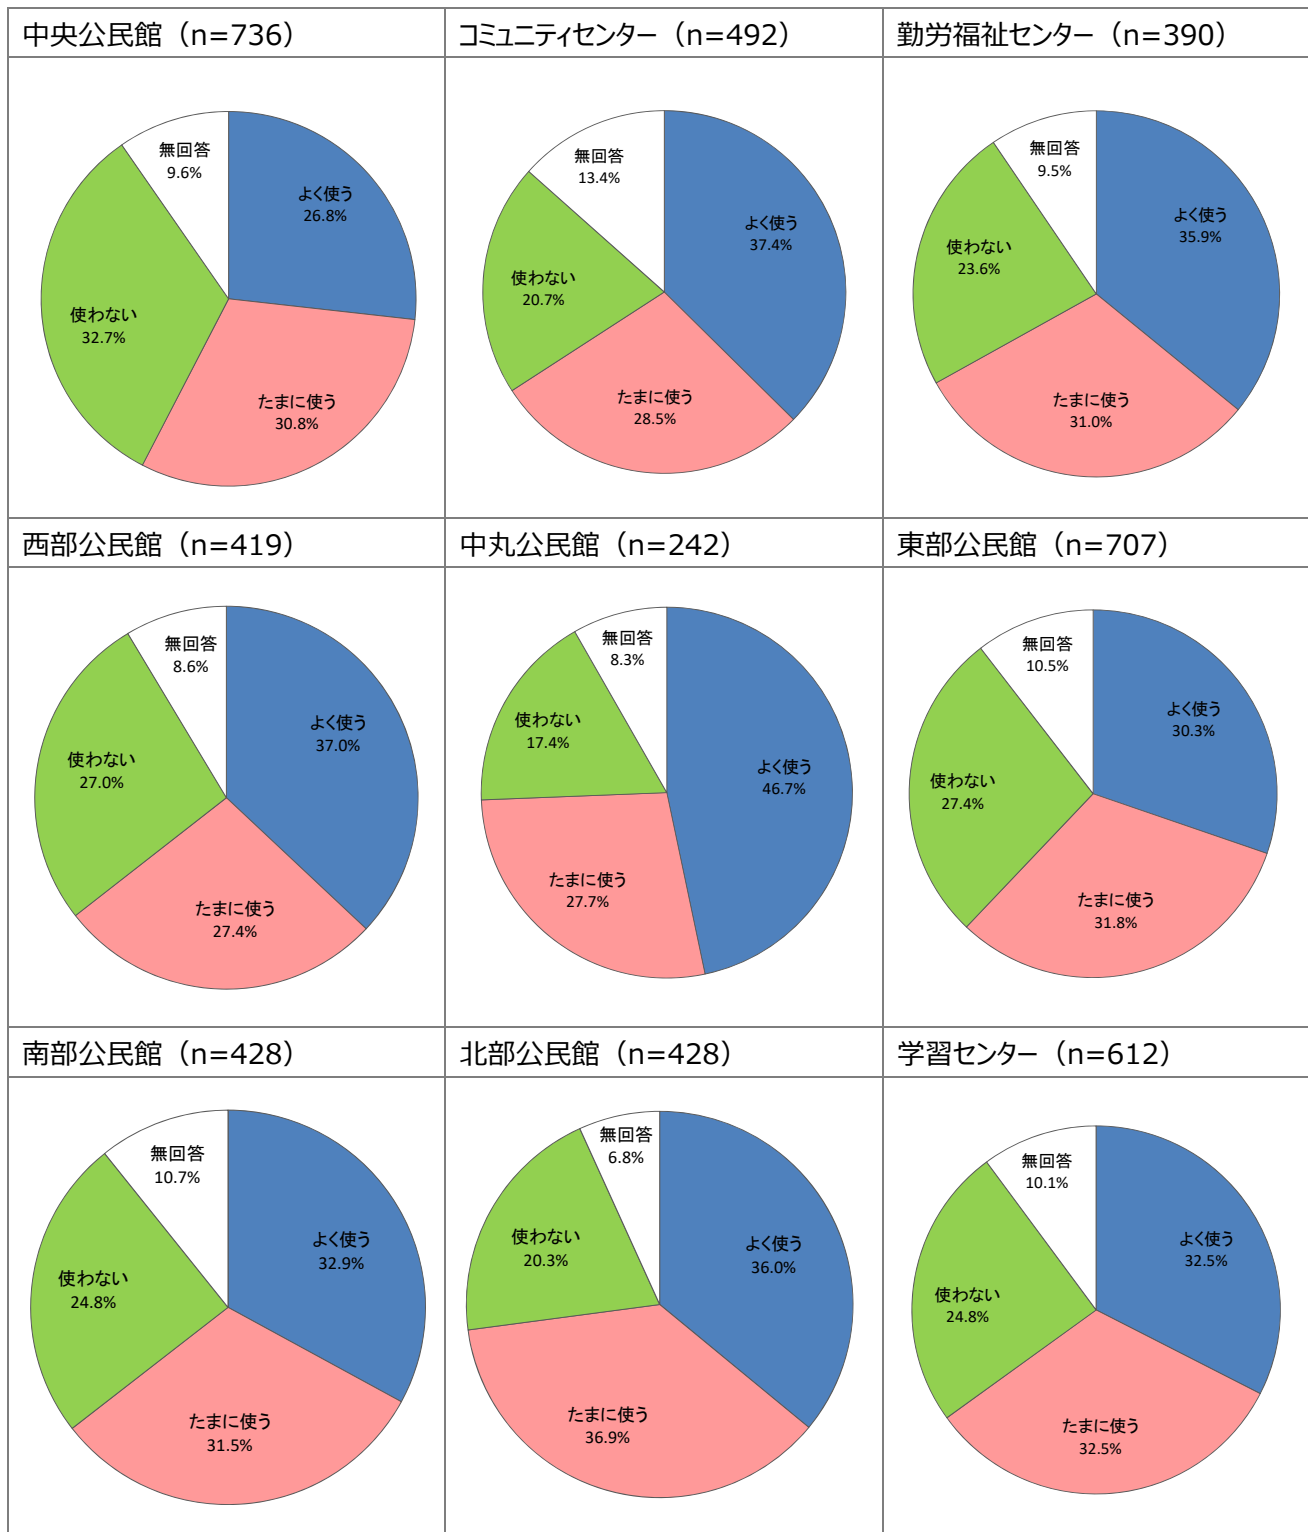 中央公民館（n=736）
コミュニティセンター（n=492）
勤労福祉センター（n=390）
無回答
9.6%
よく使う
26.8%
使わない
32.7%
たまに使う
30.8%
無回答
13.4%
よく使う
37.4%
使わない
20.7%
たまに使う
28.5%
無回答
9.5%
よく使う
35.9%
使わない
23.6%
たまに使う
31.0%
西部公民館（n=419）
中丸公民館（n=242）
東部公民館（n=707）
無回答
8.6%
よく使う
37.0%
使わない
27.0%
たまに使う
27.4%
無回答
8.3%
使わない
17.4%
よく使う
46.7%
たまに使う
27.7%
無回答
10.5%
よく使う
30.3%
使わない
27.4%
たまに使う
31.8%
南部公民館（n=428）
北部公民館（n=428）
学習センター（n=612）
無回答
10.7%
よく使う
32.9%
使わない
24.8%
たまに使う
31.5%
無回答
6.8%
使わない
20.3%
よく使う
36.0%
たまに使う
36.9%
無回答
10.1%
よく使う
32.5%
使わない
24.8%
たまに使う
32.5%